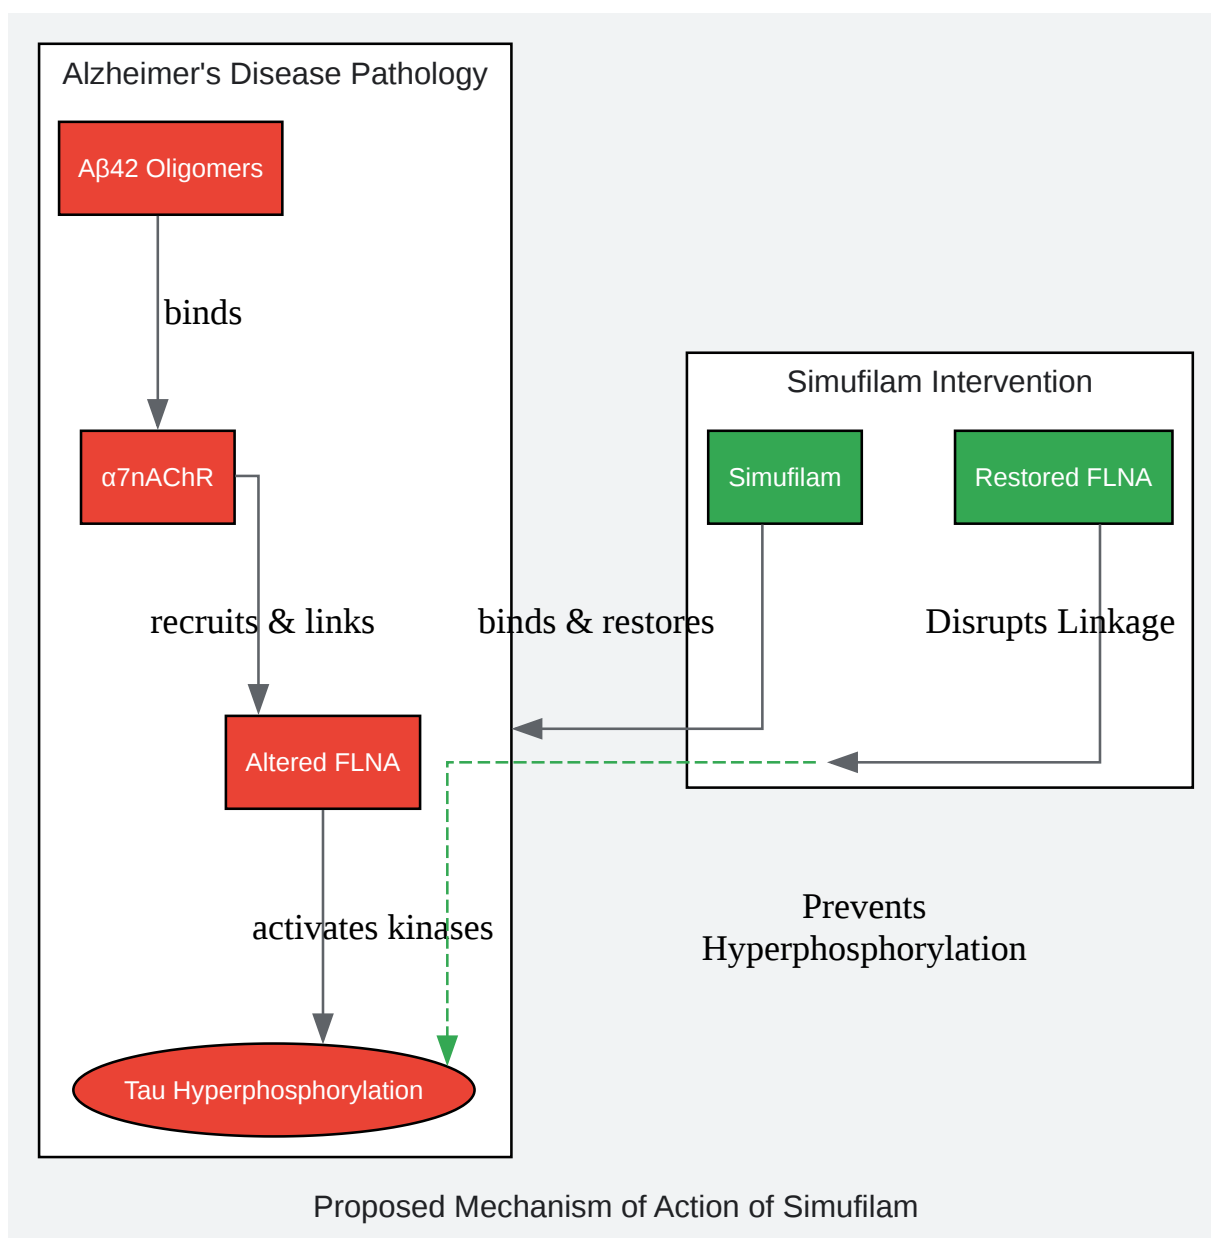 Alzheimer's Disease Pathology
Aβ42 Oligomers
binds
α7nAChR
recruits & links
Altered FLNA
activates kinases
Tau Hyperphosphorylation
Simufilam Intervention
Simufilam
Restored FLNA
binds & restores
Disrupts Linkage
Prevents
Hyperphosphorylation
Proposed Mechanism of Action of Simufilam